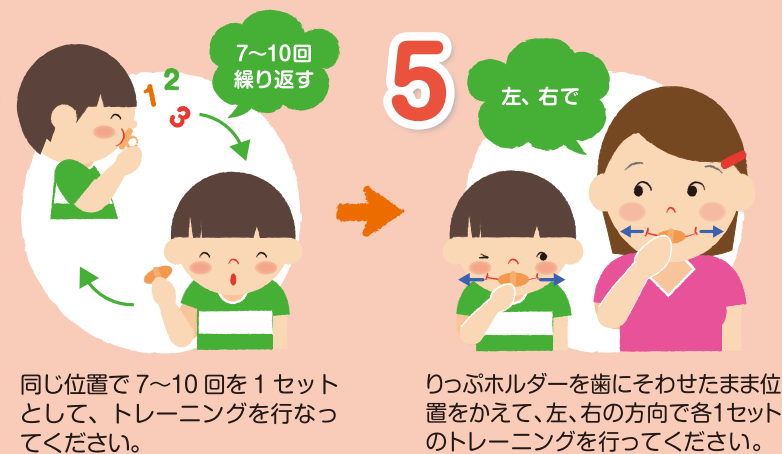 7〜10回
繰り返す
1
2
3
同じ位置で7〜10回を1セット
として、トレーニングを行なっ
てください。
5
左、右で
りっぷホルダーを歯にそわせたまま位
置をかえて、左、右の方向で各1セット
のトレーニングを行ってください。